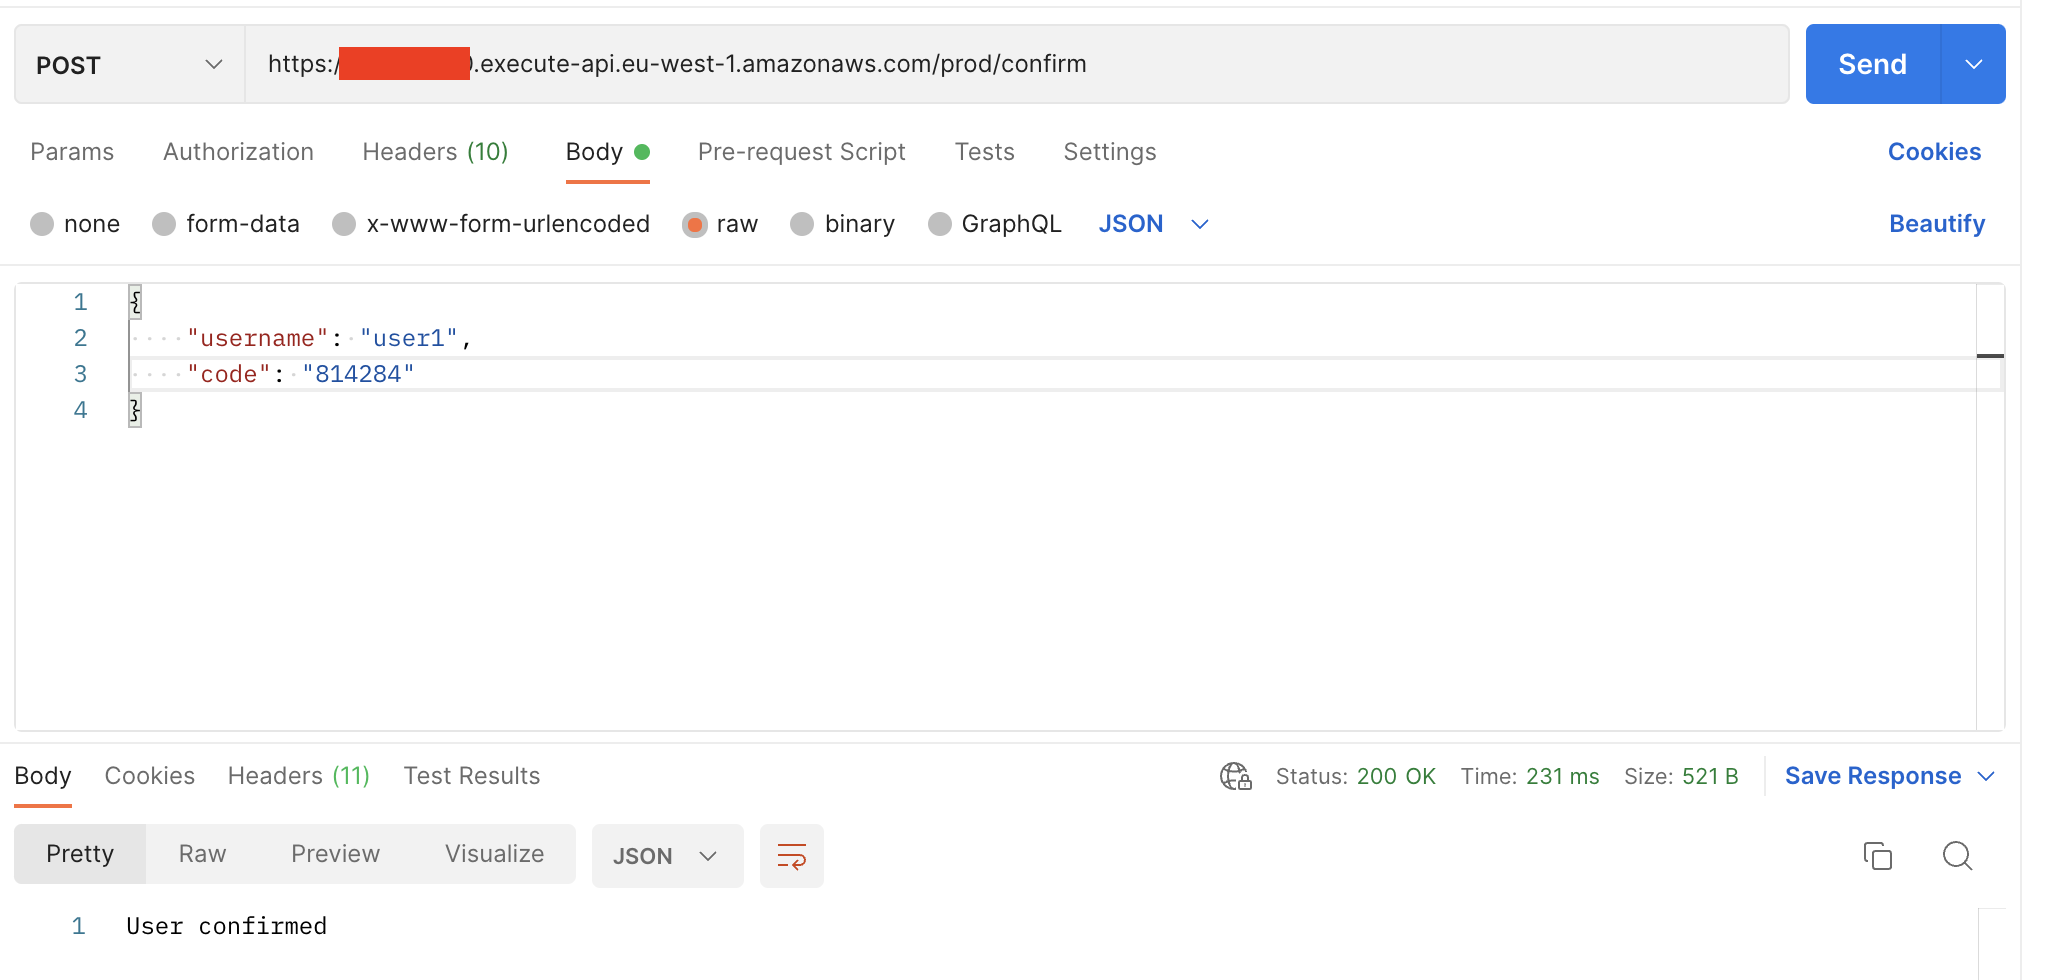 POST https:/ .execute-api.eu-west-1.amazonaws.com/prod/confirm Send
Params Authorization Headers (10) Body Pre-request Script Tests Settings Cookies
none form-data x-www-form-urlencoded raw binary GraphQL JSON Beautify
1 {
2 "username": "user1",
3 "code": "814284"
4 }
Body Cookies Headers (11) Test Results Status: 200 OK Time: 231 ms Size: 521 B Save Response
Pretty Raw Preview Visualize JSON
1 User confirmed